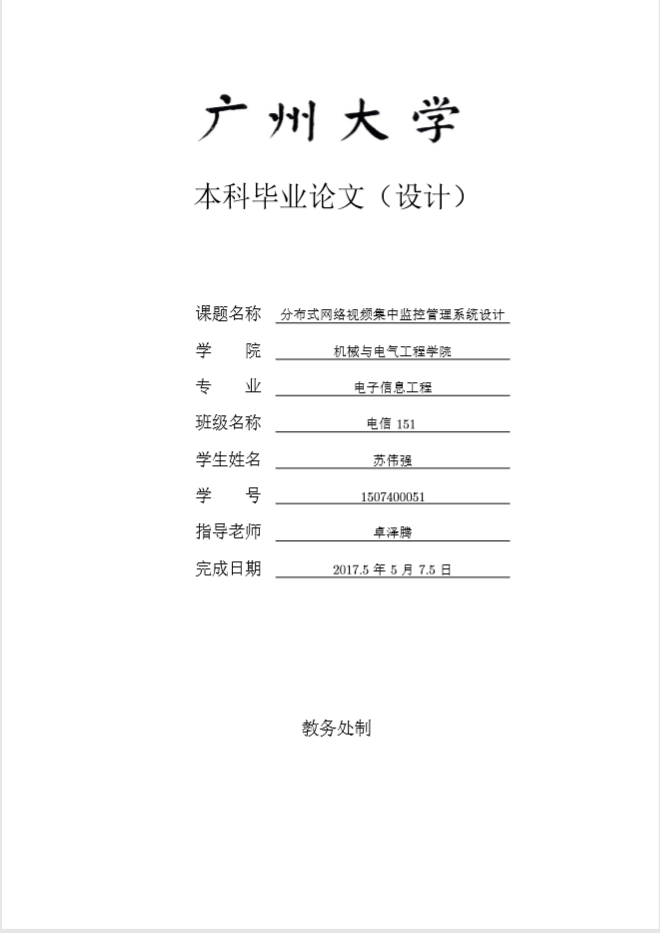 广州大学
本科毕业论文（设计）
课题名称 分布式网络视频集中监控管理系统设计
学 院 机械与电气工程学院
专 业 电子信息工程
班级名称 电信 151
学生姓名 苏伟强
学 号 1507400051
指导老师 卓泽腾
完成日期 2017.5 年 5 月 7.5 日
教务处制